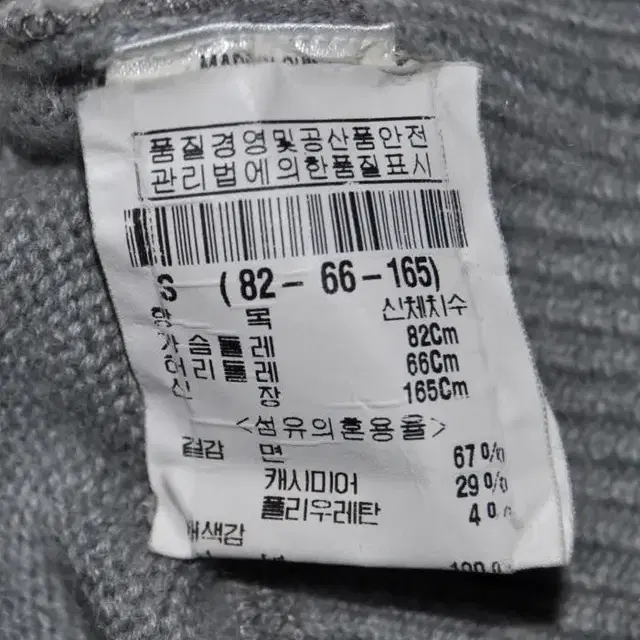 품질경영및공산품안전
관리법에의한품질표시
S (82-66-165)
항 목 신체치수
가슴둘레 82Cm
허리둘레 66Cm
신 장 165Cm
<섬유의혼용율>
겉감 면 67%
캐시미어 29%
폴리우레탄 4%
배색감